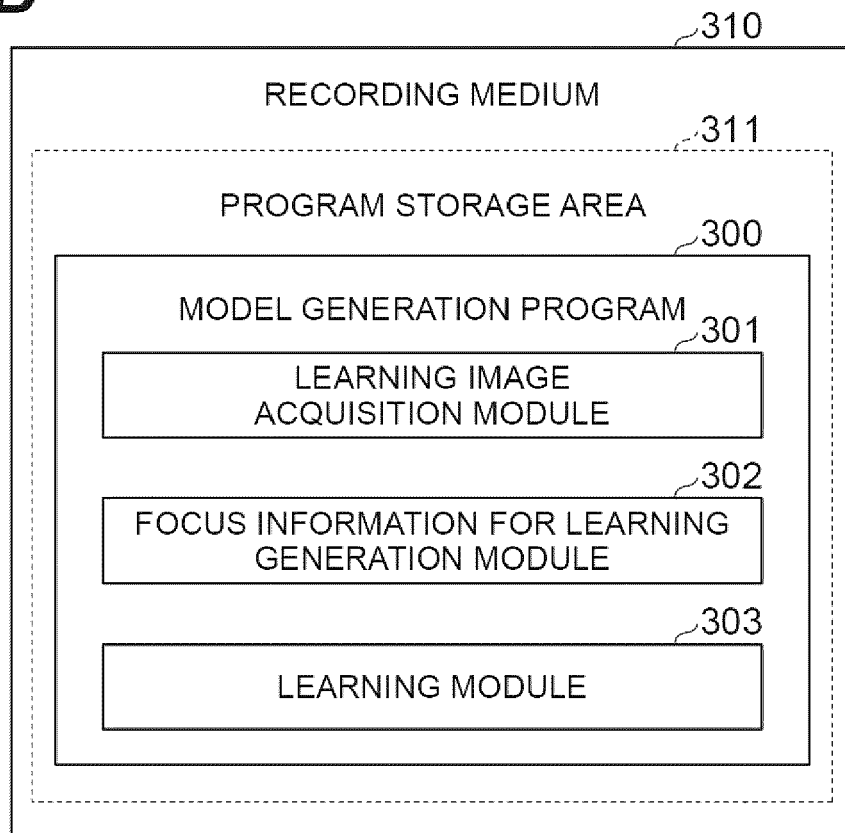 310
RECORDING MEDIUM
311
PROGRAM STORAGE AREA
300
MODEL GENERATION PROGRAM
301
LEARNING IMAGE
ACQUISITION MODULE
302
FOCUS INFORMATION FOR LEARNING
GENERATION MODULE
303
LEARNING MODULE